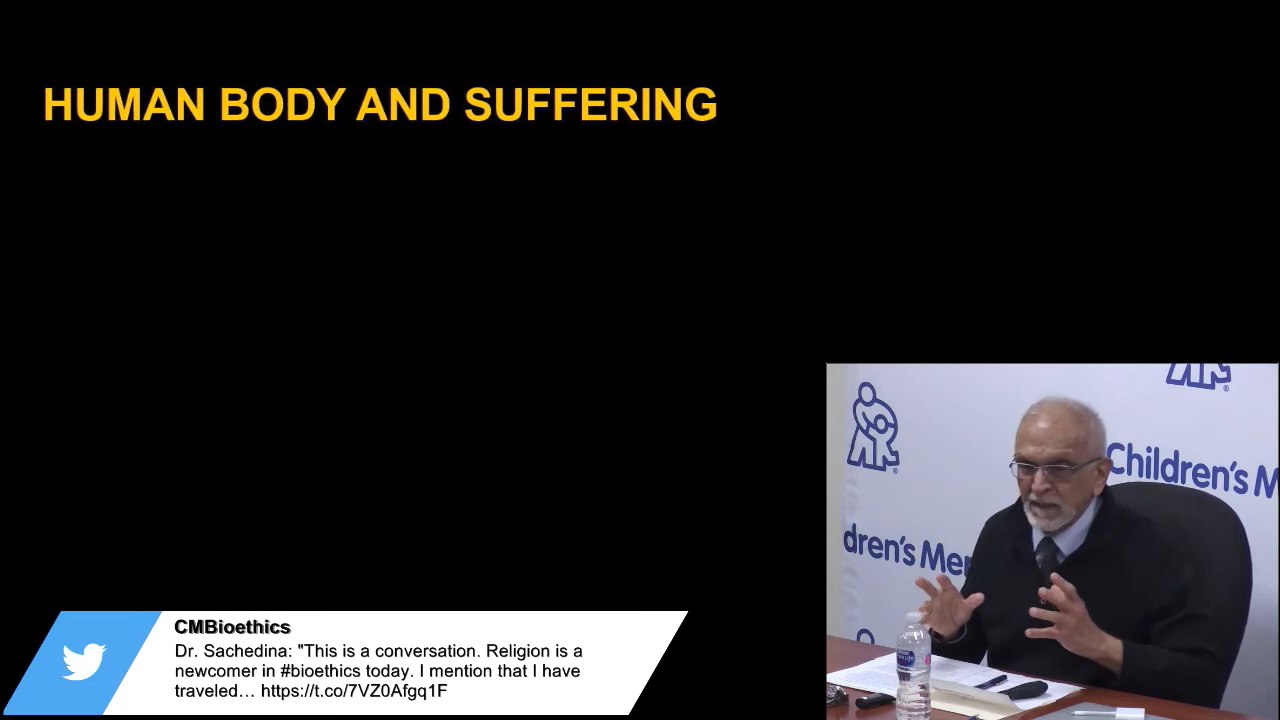 HUMAN BODY AND SUFFERING
Children's M
dren's Mer
CMBioethics
Dr. Sachedina: "This is a conversation. Religion is a
newcomer in #bioethics today. I mention that I have
traveled… https://t.co/7VZ0Afgq1F